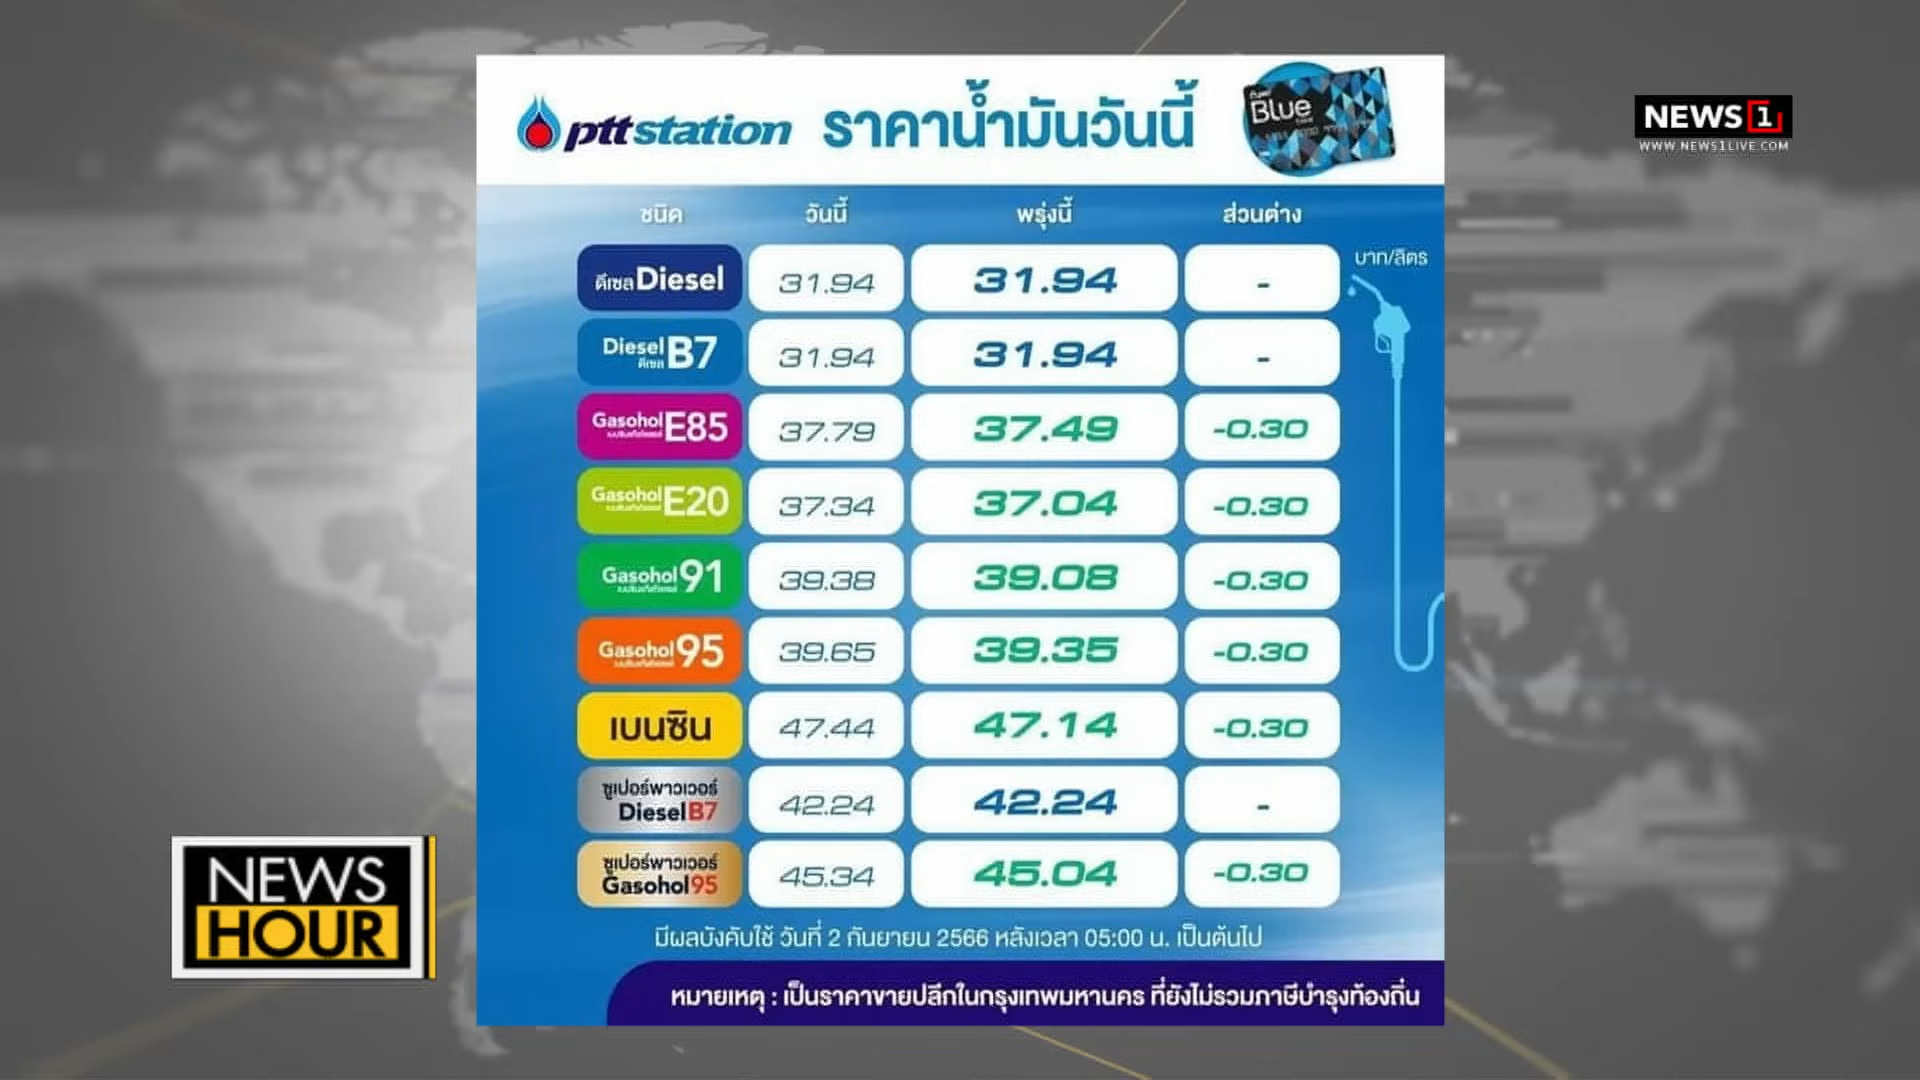 ptt station ราคาน้ำมันวันนี้
Blue
NEWS 1
WWW.NEWS1LIVE.COM
ชนิด วันนี้ พรุ่งนี้ ส่วนต่าง
บาท/ลิตร
ดีเซล Diesel 31.94 31.94 -
Diesel ดีเซล B7 31.94 31.94 -
Gasohol E85 37.79 37.49 -0.30
Gasohol E20 37.34 37.04 -0.30
Gasohol 91 39.38 39.08 -0.30
Gasohol 95 39.65 39.35 -0.30
เบนซิน 47.44 47.14 -0.30
ซูเปอร์พาวเวอร์ Diesel B7 42.24 42.24 -
ซูเปอร์พาวเวอร์ Gasohol 95 45.34 45.04 -0.30
มีผลบังคับใช้ วันที่ 2 กันยายน 2566 หลังเวลา 05:00 น. เป็นต้นไป
หมายเหตุ : เป็นราคาขายปลีกในกรุงเทพมหานคร ที่ยังไม่รวมภาษีบำรุงท้องถิ่น
NEWS
HOUR